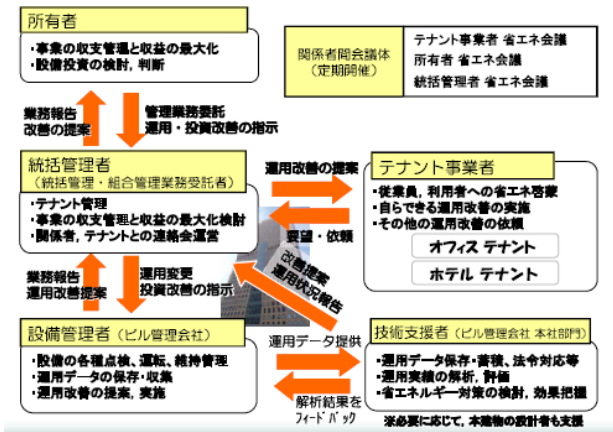 所有者
・事業の収支管理と収益の最大化
・設備投資の検討, 判断
関係者間会議体
（定期開催）
テナント事業者 省エネ会議
所有者 省エネ会議
統括管理者 省エネ会議
業務報告
改善の提案
管理業務委託
運用・投資改善の指示
統括管理者
（統括管理・組合管理業務受託者）
・テナント管理
・事業の収支管理と収益の最大化検討
・関係者, テナントとの連絡会運営
運用改善の提案
要望・依頼
テナント事業者
・従業員, 利用者への省エネ啓蒙
・自らできる運用改善の実施
・その他の運用改善の依頼
オフィス テナント
ホテル テナント
業務報告
運用改善提案
運用変更
投資改善の指示
改善提案
運用状況報告
設備管理者（ビル管理会社）
・設備の各種点検、運転、維持管理
・運用データの保存・収集
・運用改善の提案, 実施
運用データ提供
解析結果を
フィードバック
技術支援者（ビル管理会社 本社部門）
・運用データ保存・蓄積、法令対応等
・運用実績の解析, 評価
・省エネルギー対策の検討、効果把握
※必要に応じて, 本建物の設計者も支援